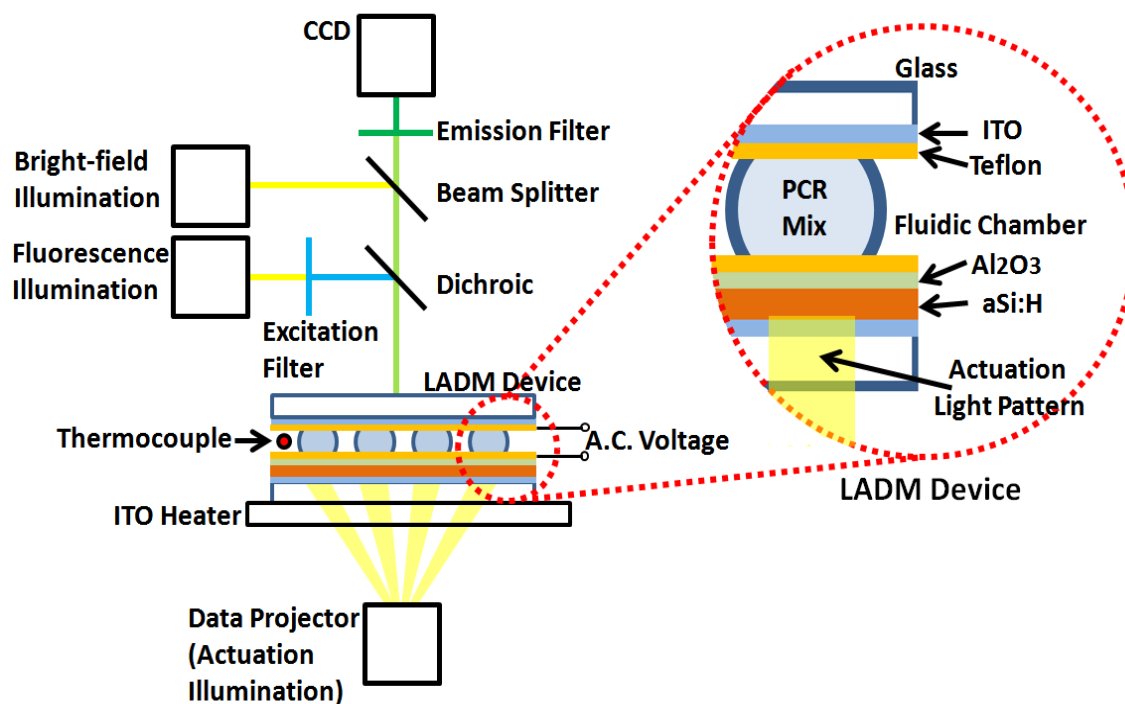 CCD
Emission Filter
Bright-field
Illumination
Beam Splitter
Fluorescence
Illumination
Dichroic
Excitation
Filter
LADM Device
Thermocouple
A.C. Voltage
ITO Heater
Data Projector
(Actuation
Illumination)
Glass
ITO
Teflon
PCR
Mix
Fluidic Chamber
Al2O3
aSi:H
Actuation
Light Pattern
LADM Device